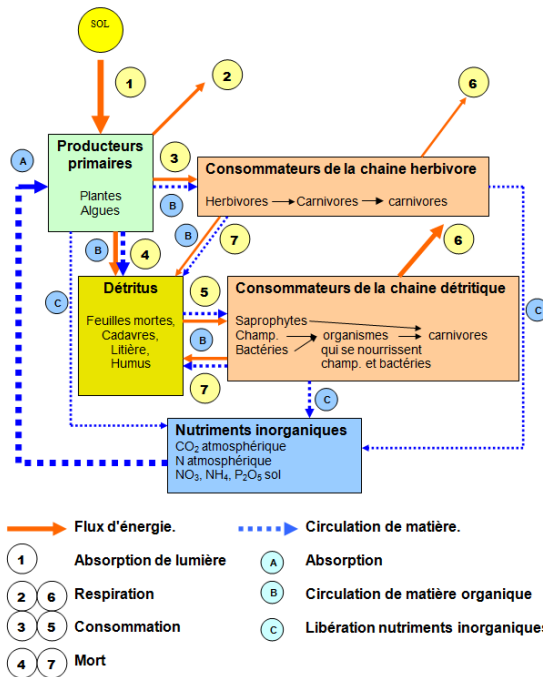 SOL
1
2
6
A
Producteurs
primaires
Plantes
Algues
3
B
Consommateurs de la chaine herbivore
Herbivores Carnivores carnivores
B
4
B
7
6
C
Détritus
Feuilles mortes,
Cadavres,
Litière,
Humus
5
B
7
Consommateurs de la chaine détritique
Saprophytes
Champ. organismes carnivores
Bactéries qui se nourrissent
champ. et bactéries
C
C
Nutriments inorganiques
CO2 atmosphérique
N atmosphérique
NO3, NH4, P2O5 sol
Flux d'énergie. Circulation de matière.
1 Absorption de lumière A Absorption
2 6 Respiration B Circulation de matière organique
3 5 Consommation C Libération nutriments inorganiques
4 7 Mort